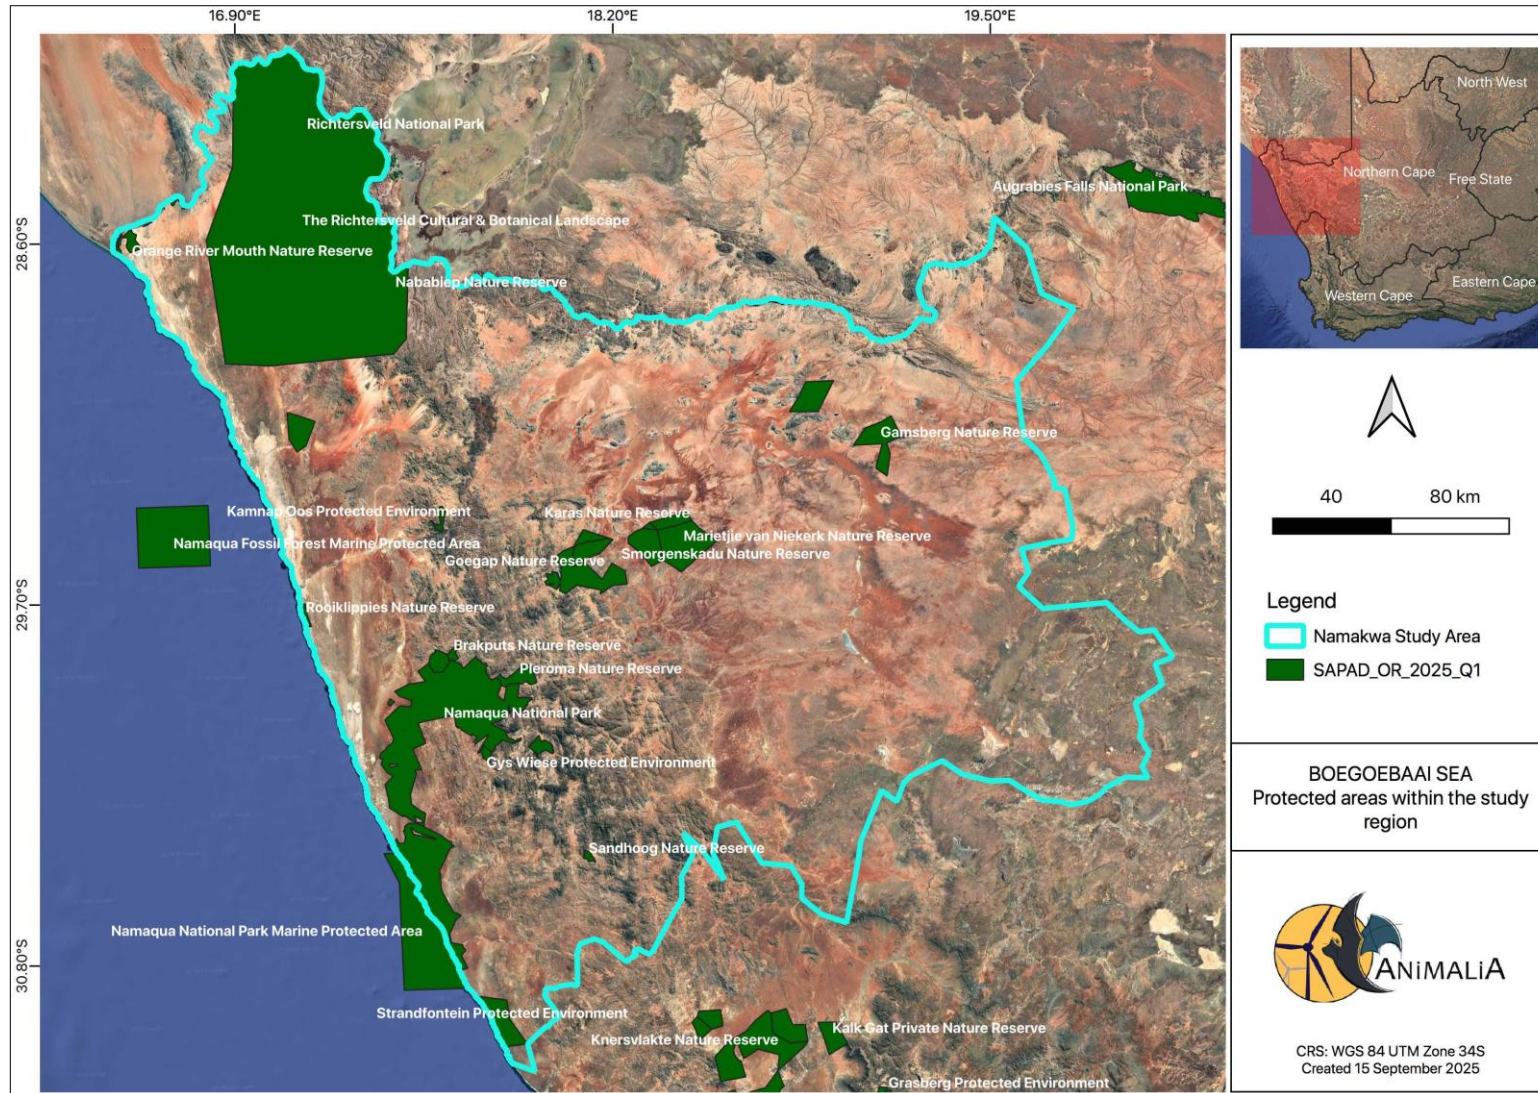 16.90°E
18.20°E
19.50°E
28.60°S
29.70°S
30.80°S
Richtersveld National Park
Augrabies Falls National Park
The Richtersveld Cultural & Botanical Landscape
Orange River Mouth Nature Reserve
Nababiep Nature Reserve
Gamsberg Nature Reserve
Kamnap Oos Protected Environment
Karas Nature Reserve
Namaqua Fossil Forest Marine Protected Area
Marietjie van Niekerk Nature Reserve
Goegap Nature Reserve
Smorgenskadu Nature Reserve
Rooiklippies Nature Reserve
Brakputs Nature Reserve
Pleroma Nature Reserve
Namaqua National Park
Gys Wiese Protected Environment
Sandhoog Nature Reserve
Namaqua National Park Marine Protected Area
Strandfontein Protected Environment
Knersvlakte Nature Reserve
Kalk Gat Private Nature Reserve
Grasberg Protected Environment
North West
Northern Cape
Free State
Western Cape
Eastern Cape
40
80 km
Legend
Namakwa Study Area
SAPAD_OR_2025_Q1
BOEGOEBAAI SEA
Protected areas within the study
region
ANiMALiA
CRS: WGS 84 UTM Zone 34S
Created 15 September 2025